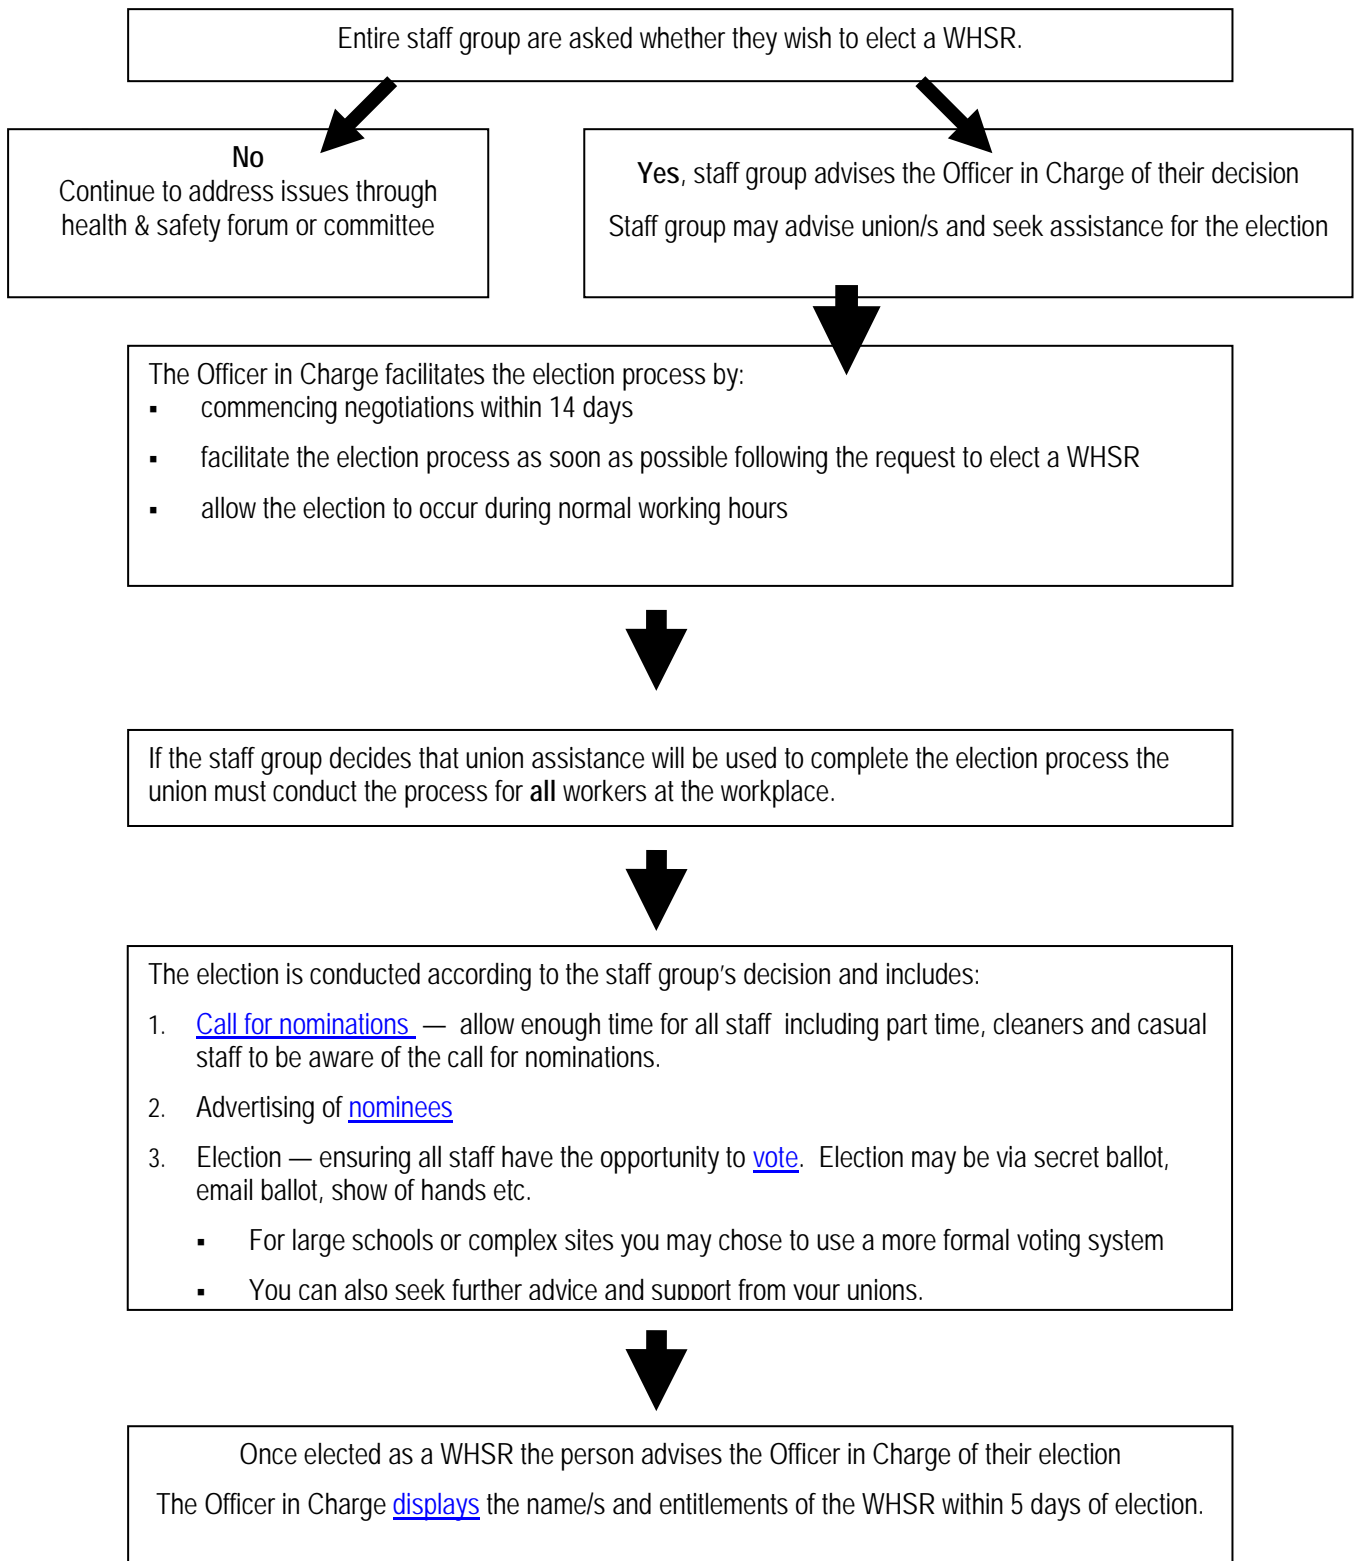 Entire staff group are asked whether they wish to elect a WHSR.
No
Continue to address issues through
health & safety forum or committee
Yes, staff group advises the Officer in Charge of their decision
Staff group may advise union/s and seek assistance for the election
The Officer in Charge facilitates the election process by:
▪ commencing negotiations within 14 days
▪ facilitate the election process as soon as possible following the request to elect a WHSR
▪ allow the election to occur during normal working hours
If the staff group decides that union assistance will be used to complete the election process the
union must conduct the process for all workers at the workplace.
The election is conducted according to the staff group's decision and includes:
1. Call for nominations — allow enough time for all staff including part time, cleaners and casual
staff to be aware of the call for nominations.
2. Advertising of nominees
3. Election — ensuring all staff have the opportunity to vote. Election may be via secret ballot,
email ballot, show of hands etc.
▪ For large schools or complex sites you may chose to use a more formal voting system
▪ You can also seek further advice and support from your unions.
Once elected as a WHSR the person advises the Officer in Charge of their election
The Officer in Charge displays the name/s and entitlements of the WHSR within 5 days of election.